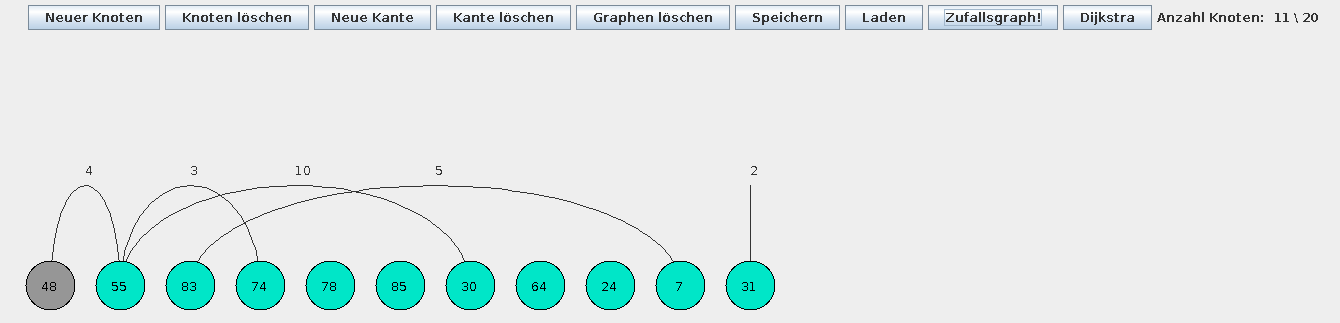 Neuer Knoten Knoten löschen Neue Kante Kante löschen Graphen löschen Speichern Laden Zufallsgraph! Dijkstra Anzahl Knoten: 11 \ 20
4 3 10 5 2
48 55 83 74 78 85 30 64 24 7 31